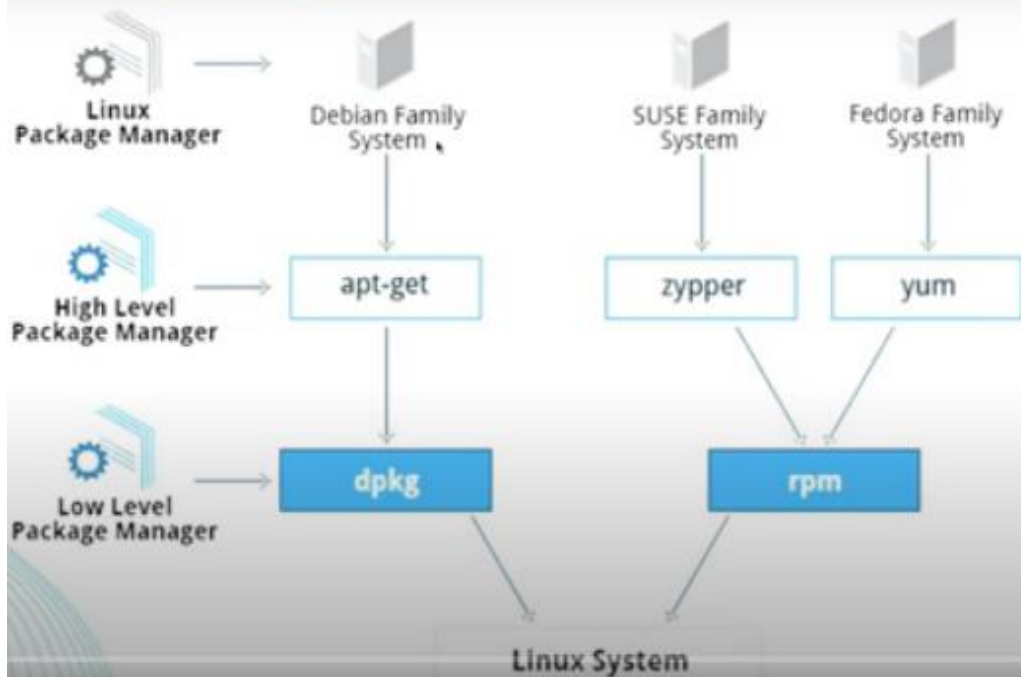 Linux
Package Manager
Debian Family
System
SUSE Family
System
Fedora Family
System
High Level
Package Manager
apt-get
zypper
yum
Low Level
Package Manager
dpkg
rpm
Linux System